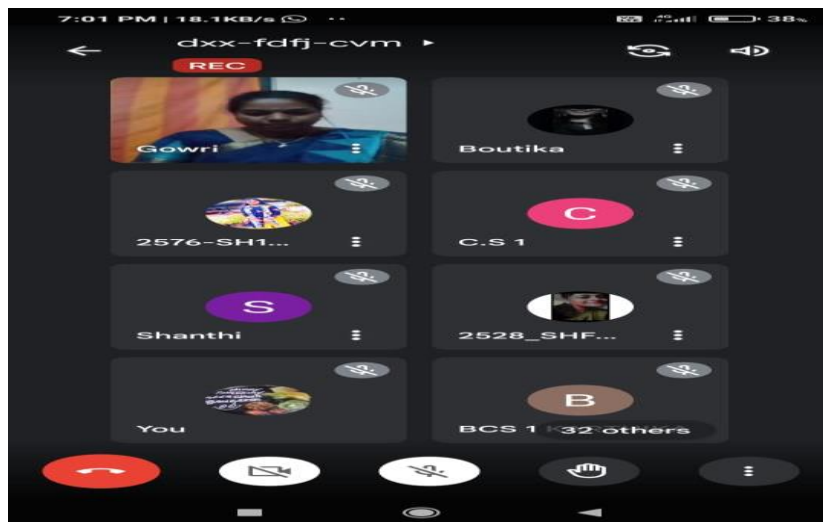 7:01 PM | 18.1KB/s
4G 38%
dxx-fdfj-cvm
REC
Gowri
Boutika
2576-SH1...
C
C.S 1
S
Shanthi
2528_SHF...
You
B
BCS 1
32 others